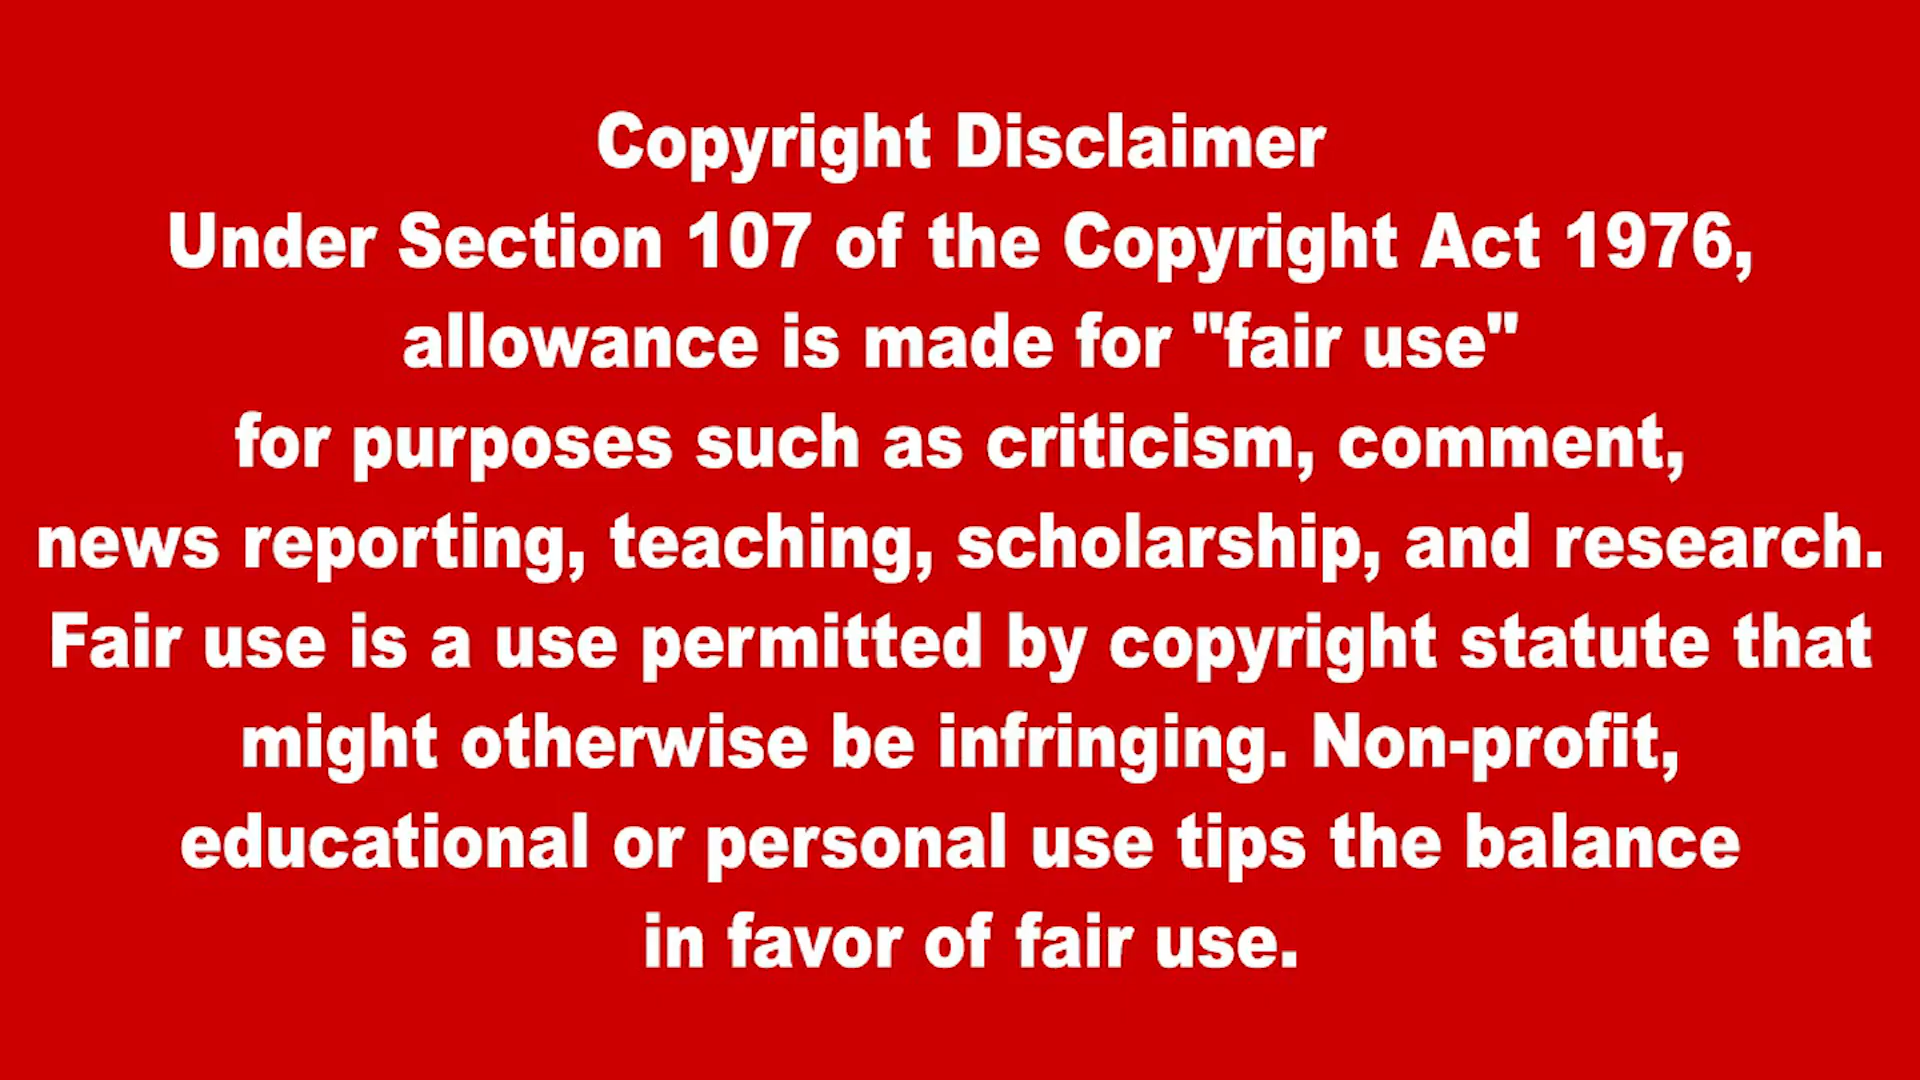 Copyright Disclaimer
Under Section 107 of the Copyright Act 1976,
allowance is made for "fair use"
for purposes such as criticism, comment,
news reporting, teaching, scholarship, and research.
Fair use is a use permitted by copyright statute that
might otherwise be infringing. Non-profit,
educational or personal use tips the balance
in favor of fair use.